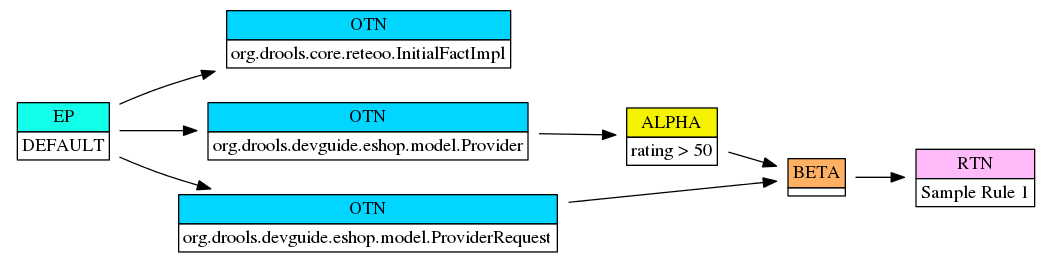 OTN
org.drools.core.reteoo.InitialFactImpl
EP
DEFAULT
OTN
org.drools.devguide.eshop.model.Provider
ALPHA
rating > 50
BETA
RTN
Sample Rule 1
OTN
org.drools.devguide.eshop.model.ProviderRequest